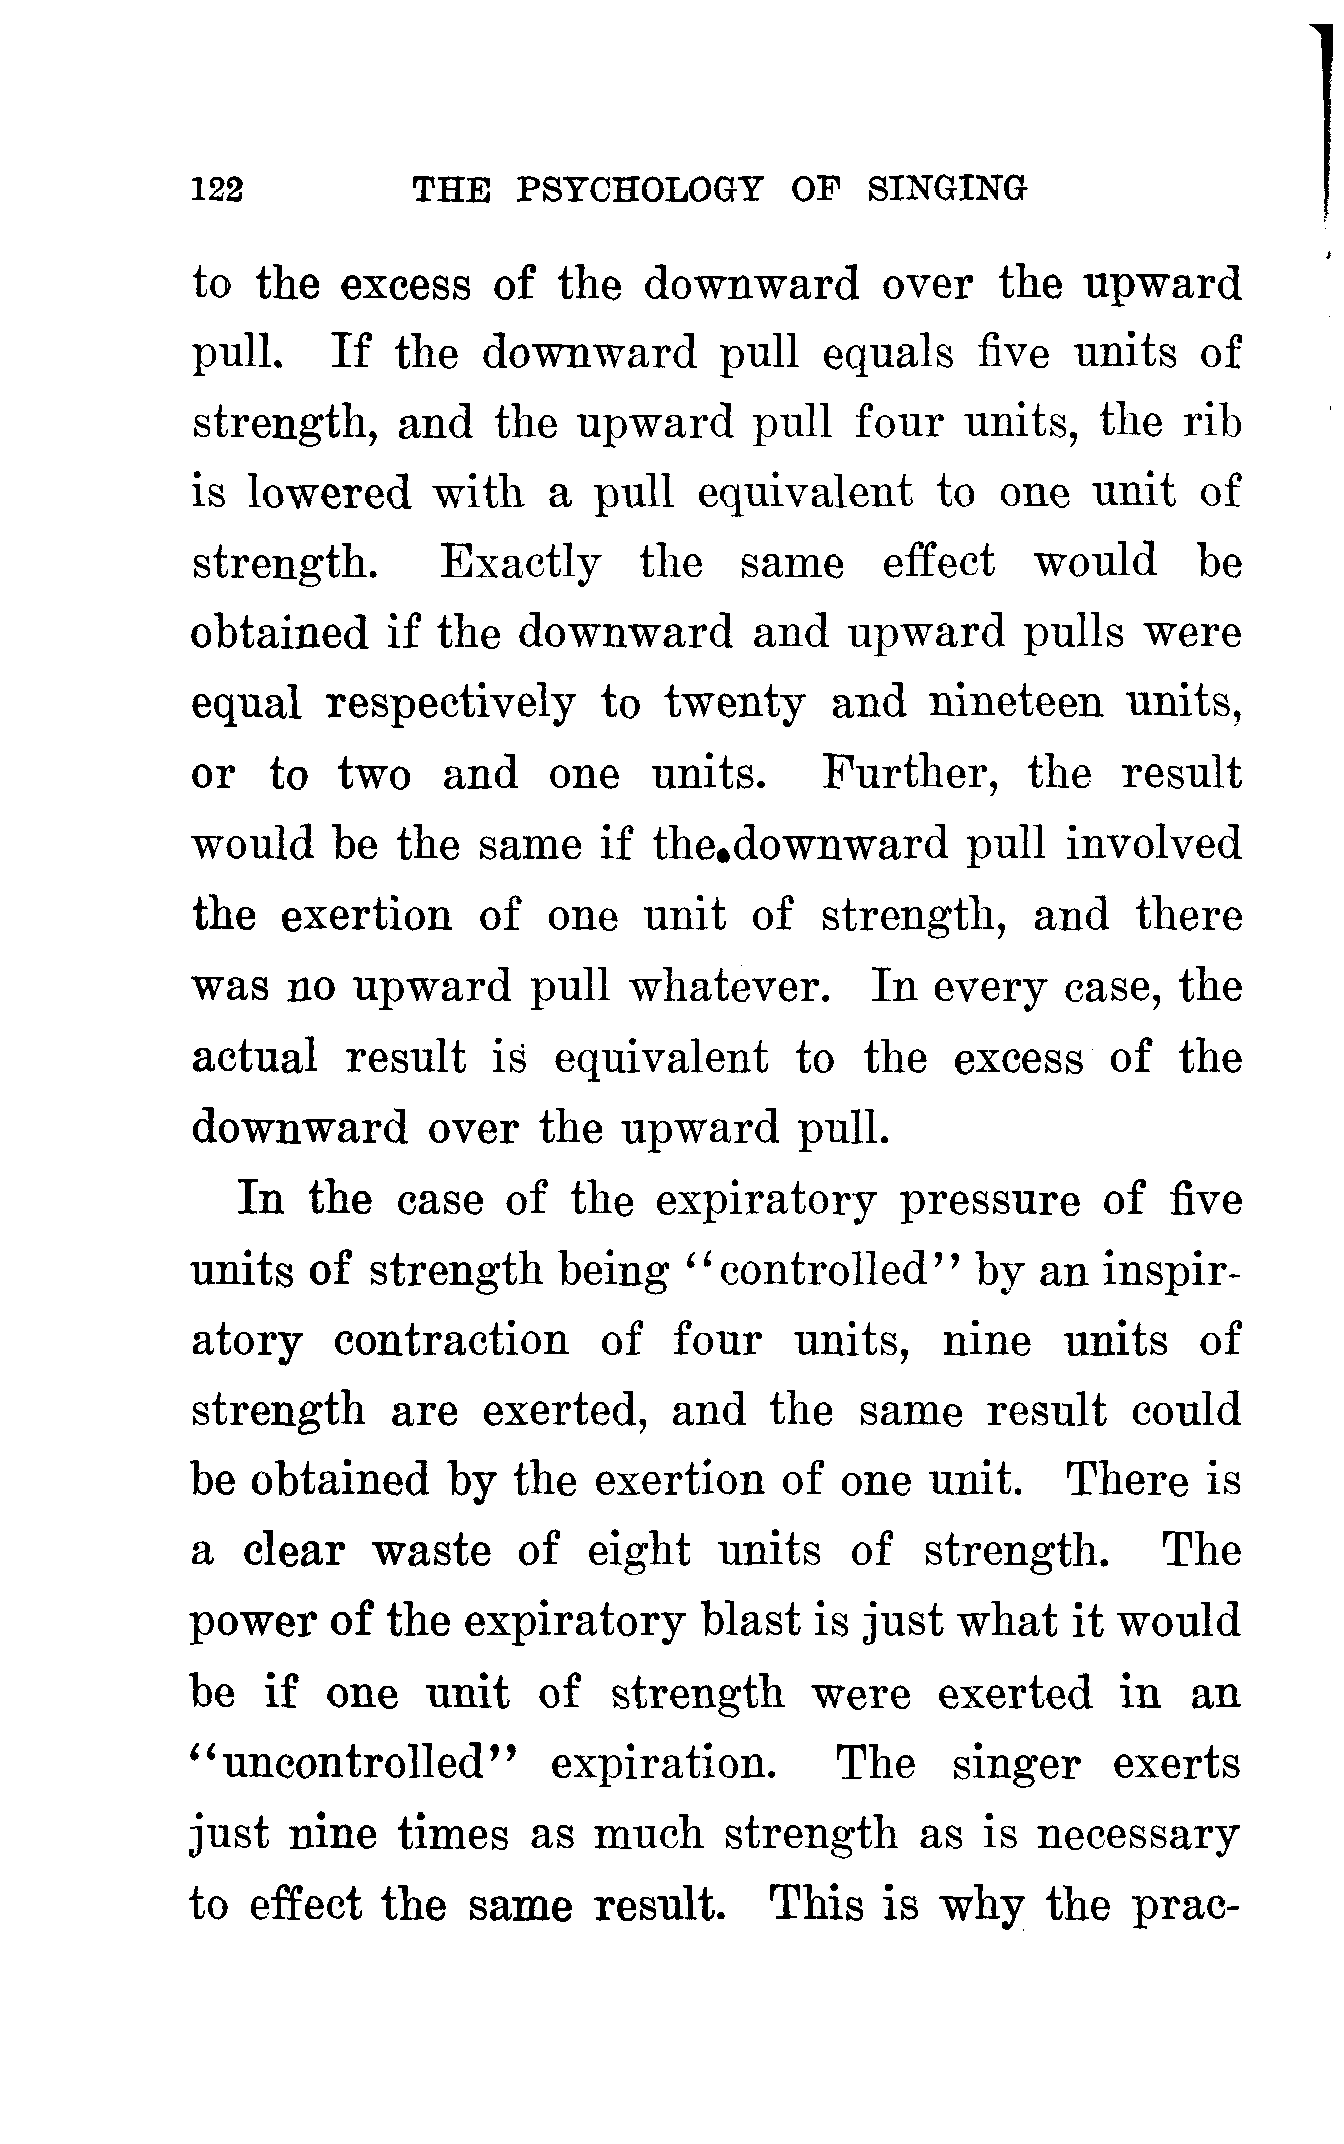 122 THE PSYCHOLOGY OF SINGING
to the excess of the downward over the upward
pull. If the downward pull equals five units of
strength, and the upward pull four units, the rib
is lowered with a pull equivalent to one unit of
strength. Exactly the same effect would be
obtained if the downward and upward pulls were
equal respectively to twenty and nineteen units,
or to two and one units. Further, the result
would be the same if the downward pull involved
the exertion of one unit of strength, and there
was no upward pull whatever. In every case, the
actual result is equivalent to the excess of the
downward over the upward pull.
In the case of the expiratory pressure of five
units of strength being "controlled" by an inspir-
atory contraction of four units, nine units of
strength are exerted, and the same result could
be obtained by the exertion of one unit. There is
a clear waste of eight units of strength. The
power of the expiratory blast is just what it would
be if one unit of strength were exerted in an
"uncontrolled" expiration. The singer exerts
just nine times as much strength as is necessary
to effect the same result. This is why the prac-